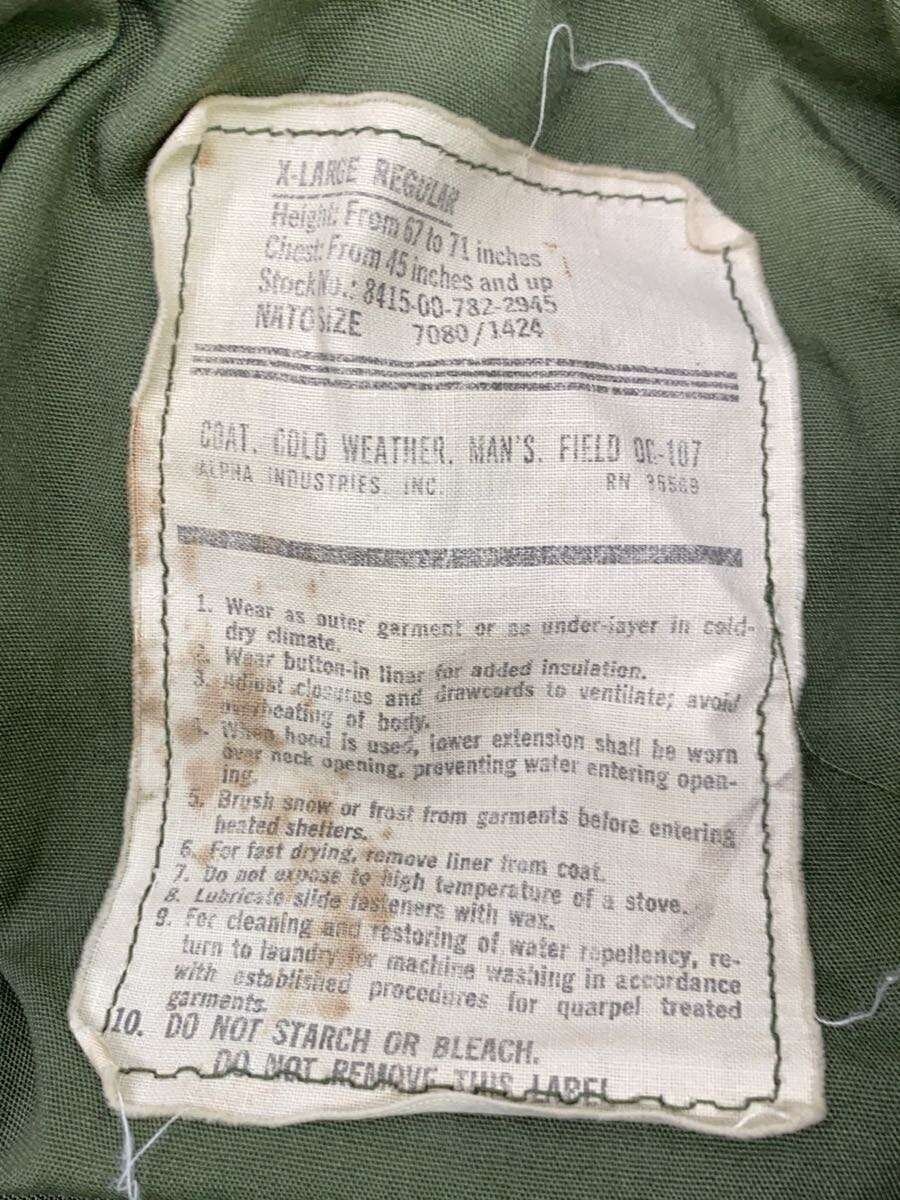 X-LARGE REGULAR
Height: From 67 to 71 inches
Chest: From 45 inches and up
Stock No.: 8415-00-782-2945
NATO SIZE 7080/1424
COAT, COLD WEATHER, MAN'S, FIELD OG-107
ALPHA INDUSTRIES, INC. RN 35569
1. Wear as outer garment or as under-layer in cold-
dry climate.
2. Wear button-in liner for added insulation.
3. Adjust closures and drawcords to ventilate; avoid
overheating of body.
4. When hood is used, lower extension shall be worn
over neck opening, preventing water entering open-
ing.
5. Brush snow or frost from garments before entering
heated shelters.
6. For fast drying, remove liner from coat.
7. Do not expose to high temperature of a stove.
8. Lubricate slide fasteners with wax.
9. For cleaning and restoring of water repellency, re-
turn to laundry for machine washing in accordance
with established procedures for quarpel treated
garments.
10. DO NOT STARCH OR BLEACH.
DO NOT REMOVE THIS LABEL